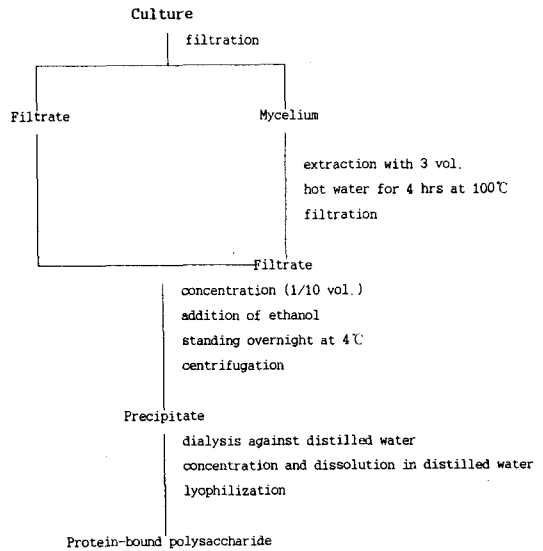 Culture
filtration
Filtrate
Mycelium
extraction with 3 vol.
hot water for 4 hrs at 100℃
filtration
Filtrate
concentration (1/10 vol.)
addition of ethanol
standing overnight at 4℃
centrifugation
Precipitate
dialysis against distilled water
concentration and dissolution in distilled water
lyophilization
Protein-bound polysaccharide